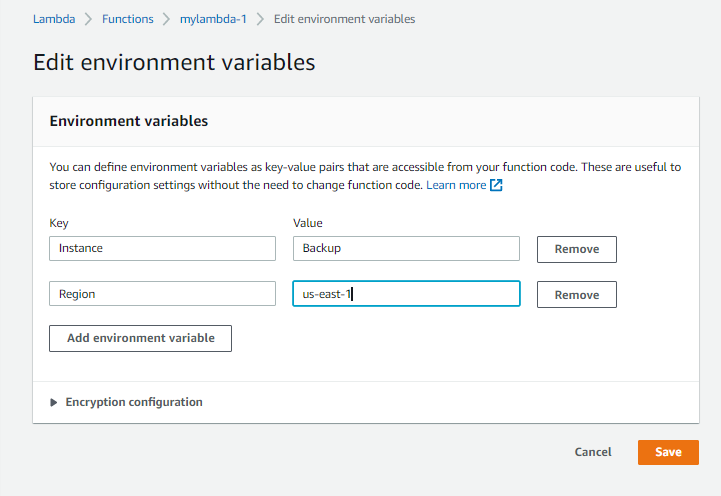 Lambda > Functions > mylambda-1 > Edit environment variables
Edit environment variables
Environment variables
You can define environment variables as key-value pairs that are accessible from your function code. These are useful to
store configuration settings without the need to change function code. Learn more
Key Value
Instance Backup Remove
Region us-east-1 Remove
Add environment variable
Encryption configuration
Cancel Save